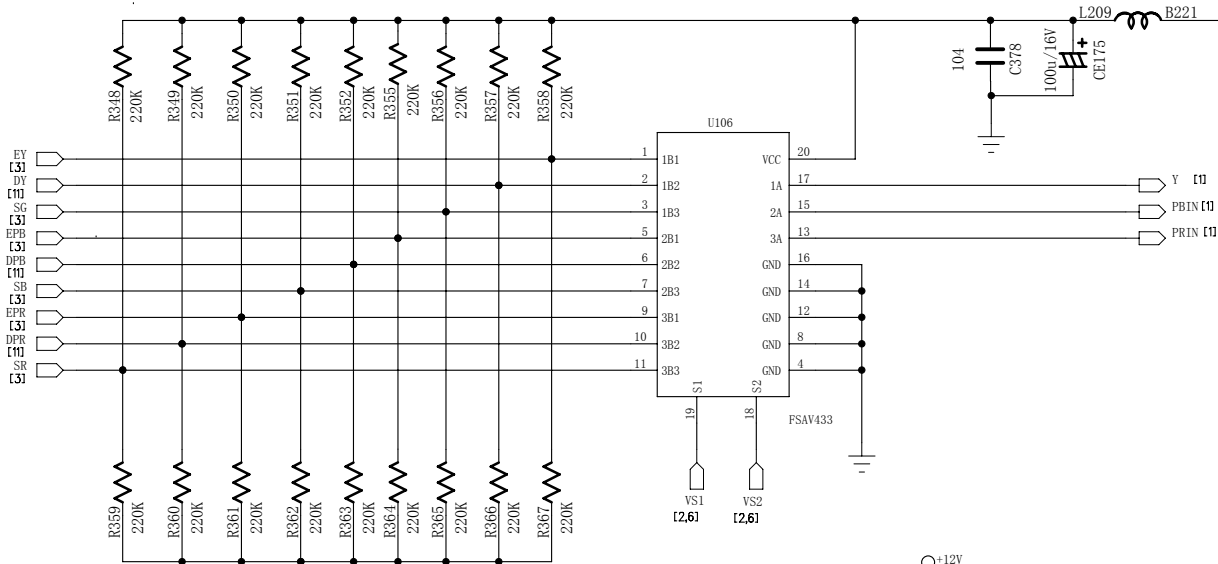 L209
B221
104
C378
100u/16V
+
CE175
R348
220K
R349
220K
R350
220K
R351
220K
R352
220K
R355
220K
R356
220K
R357
220K
R358
220K
U106
EY
[3]
DY
[11]
SG
[3]
EPB
[3]
DPB
[11]
SB
[3]
EPR
[3]
DPR
[11]
SR
[3]
1 1B1
2 1B2
3 1B3
5 2B1
6 2B2
7 2B3
9 3B1
10 3B2
11 3B3
VCC 20
1A 17
2A 15
3A 13
GND 16
GND 14
GND 12
GND 8
GND 4
Y [1]
PBIN [1]
PRIN [1]
S1
S2
19
18
FSAV433
VS1
[2,6]
VS2
[2,6]
R359
220K
R360
220K
R361
220K
R362
220K
R363
220K
R364
220K
R365
220K
R366
220K
R367
220K
+12V